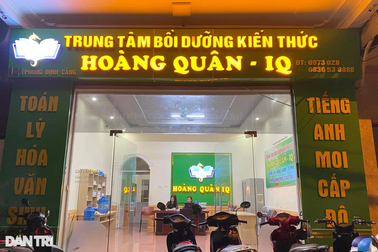 TRUNG TÂM BỒI DƯỠNG KIẾN THỨC
HOÀNG QUÂN - IQ
TOÁN
LÝ
HÓA
VĂN
TIẾNG
ANH
MỌI
CẤP
ĐỘ
HOÀNG QUÂN IQ
DÂN TRÍ